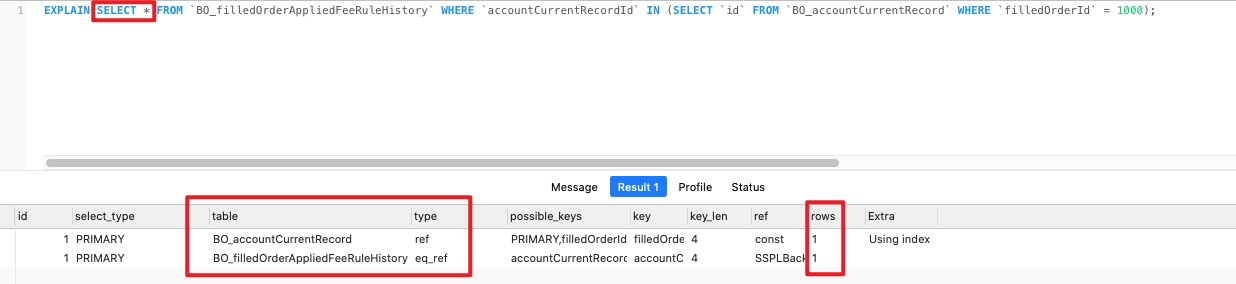 1 EXPLAIN SELECT * FROM `BO_filledOrderAppliedFeeRuleHistory` WHERE `accountCurrentRecordId` IN (SELECT `id` FROM `BO_accountCurrentRecord` WHERE `filledOrderId` = 1000);
Message Result 1 Profile Status
id select_type table type possible_keys key key_len ref rows Extra
1 PRIMARY BO_accountCurrentRecord ref PRIMARY,filledOrderId filledOrde 4 const 1 Using index
1 PRIMARY BO_filledOrderAppliedFeeRuleHistory eq_ref accountCurrentRecord accountC 4 SSPLBack 1